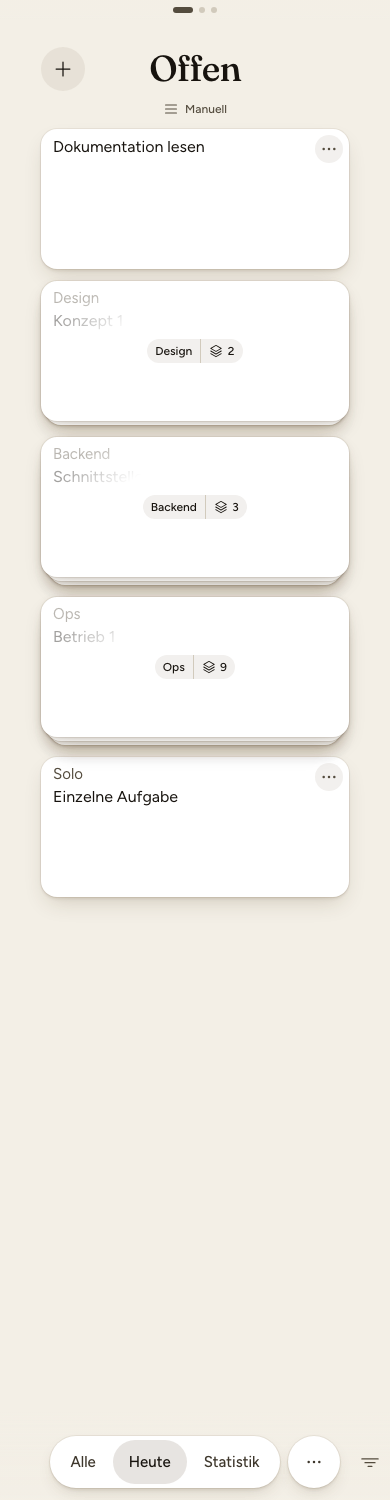 Offen
Manuell
Dokumentation lesen
Design
Konzept 1
Design 2
Backend
Schnittstell
Backend 3
Ops
Betrieb 1
Ops 9
Solo
Einzelne Aufgabe
Alle Heute Statistik